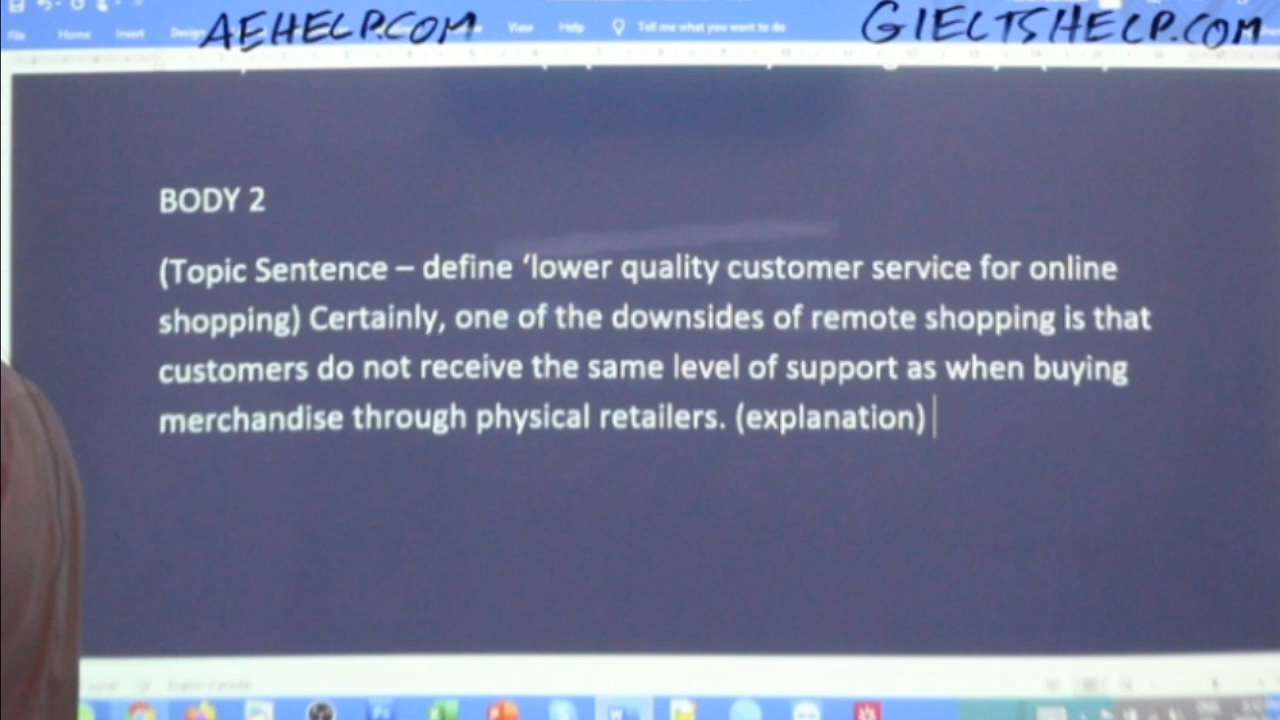 AEHELP.COM
GIELTSHELP.COM
File Home Insert Design View Help Tell me what you want to do
BODY 2
(Topic Sentence – define ‘lower quality customer service for online
shopping) Certainly, one of the downsides of remote shopping is that
customers do not receive the same level of support as when buying
merchandise through physical retailers. (explanation)